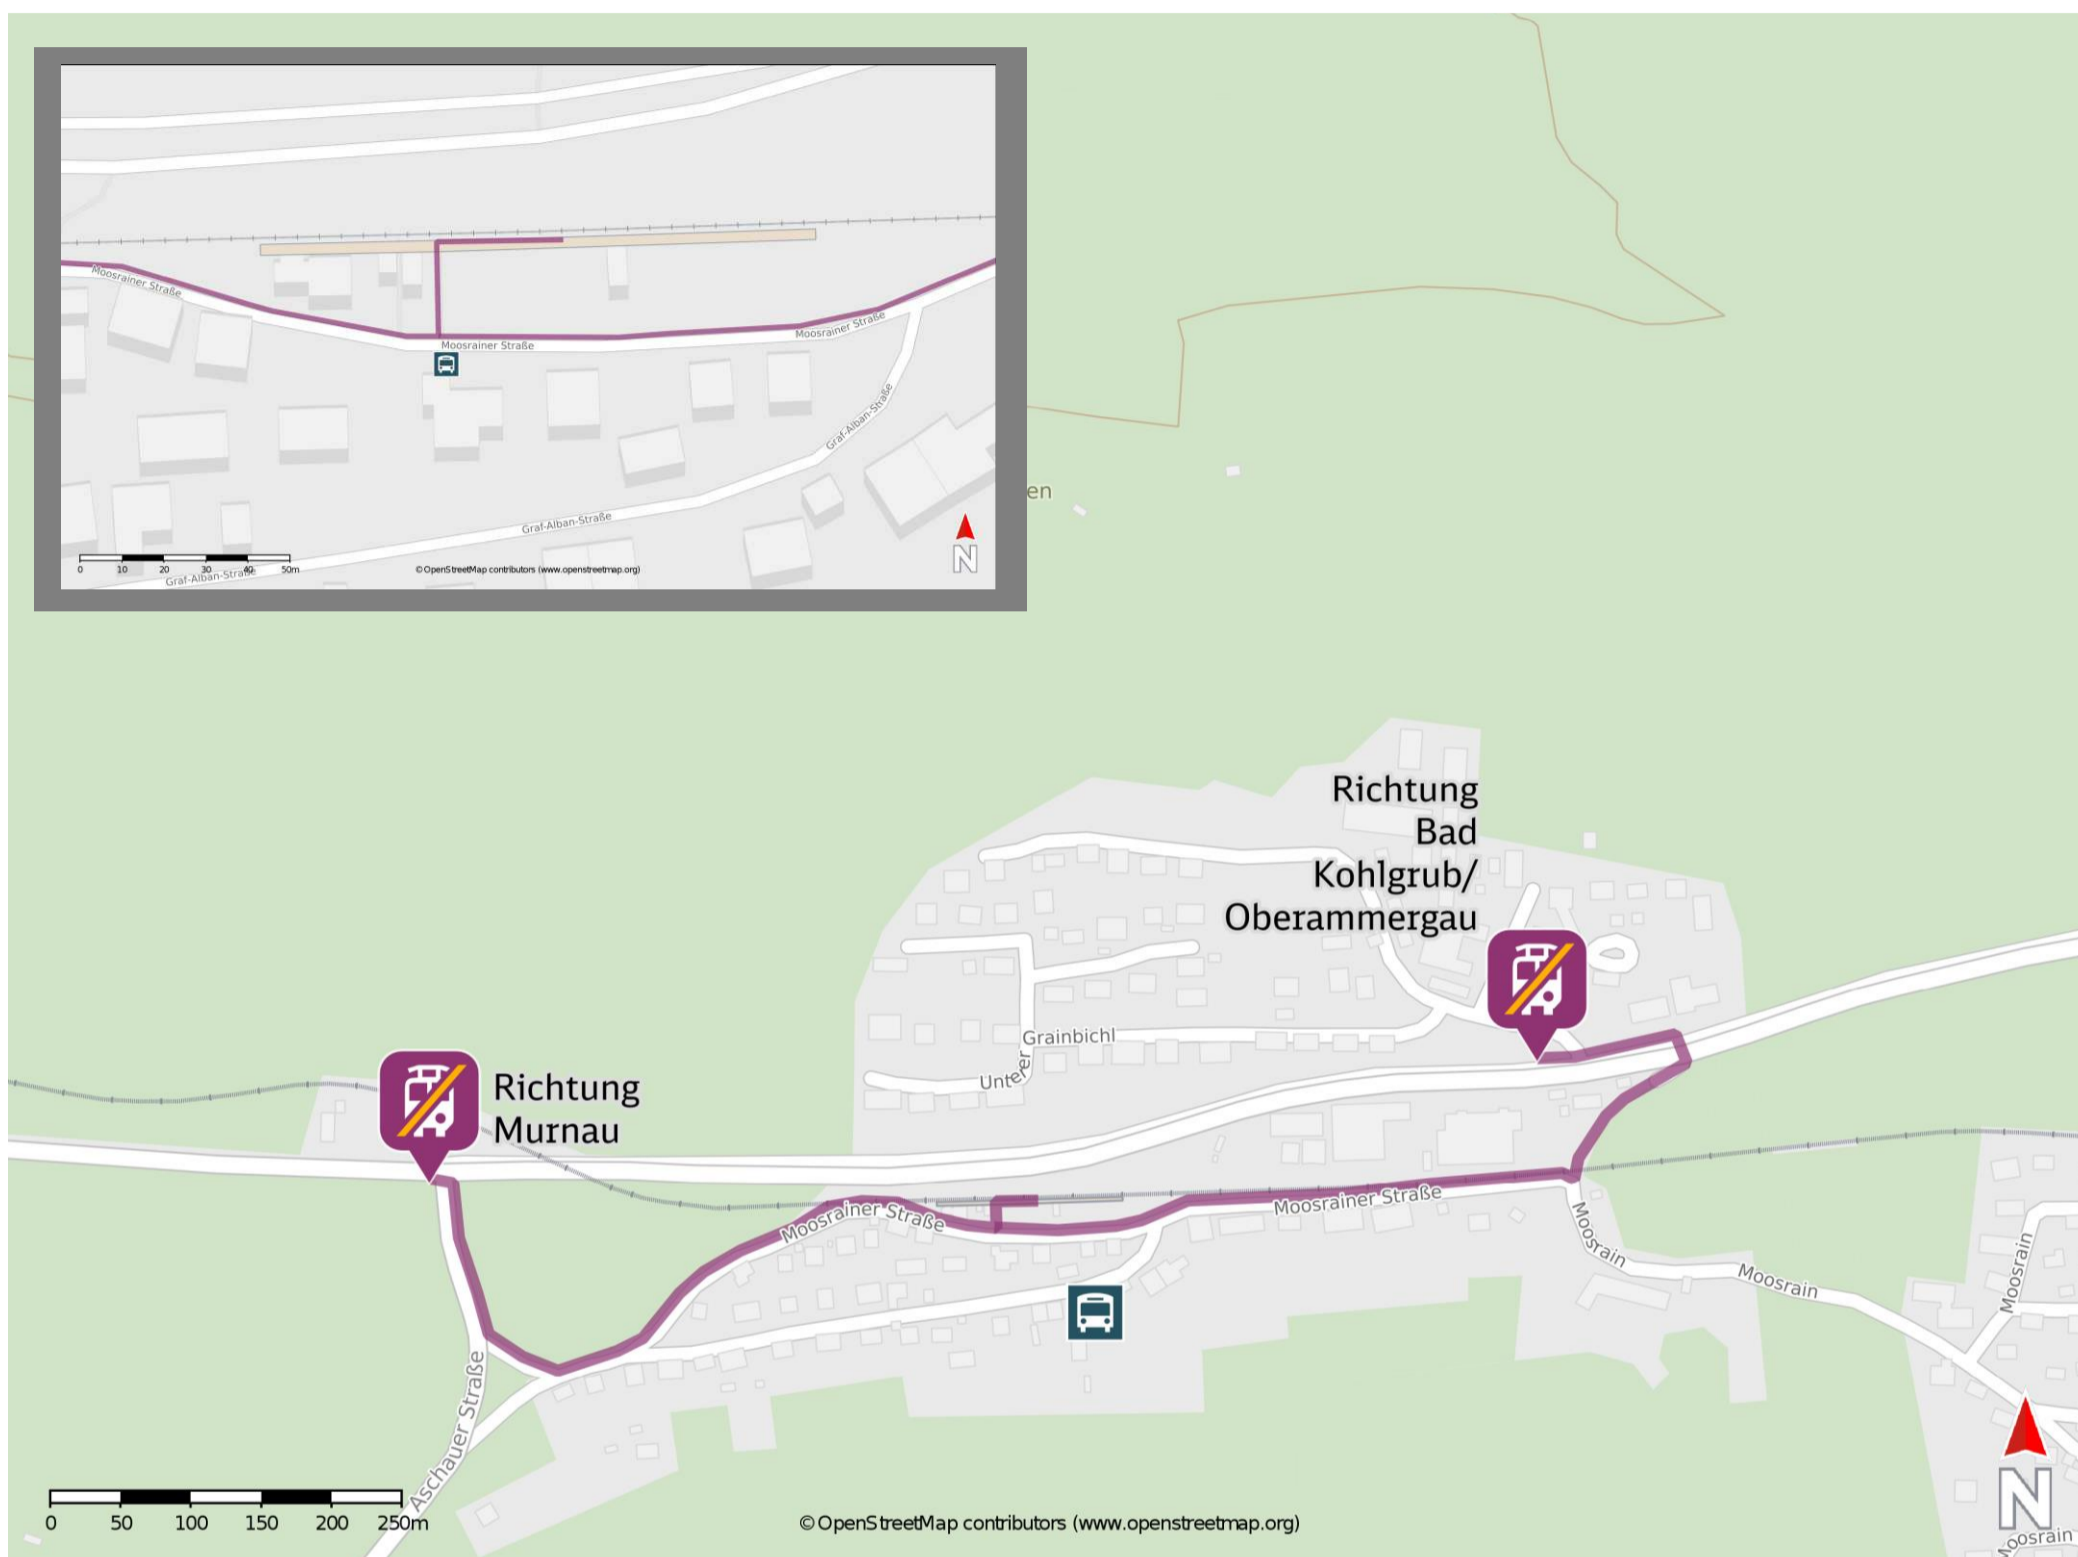 Moosrainer Straße
Moosrainer Straße
Moosrainer Straße
Graf-Alban-Straße
Graf-Alban-Straße
Graf-Alban-Straße
0 10 20 30 40 50m
© OpenStreetMap contributors (www.openstreetmap.org)
N
en
Richtung
Bad
Kohlgrub/
Oberammergau
Grainbichl
Unterer
Richtung
Murnau
Moosrainer Straße
Moosrainer Straße
Moosrain
Moosrain
Moosrain
Aschauer Straße
0 50 100 150 200 250m
© OpenStreetMap contributors (www.openstreetmap.org)
N
Moosrain